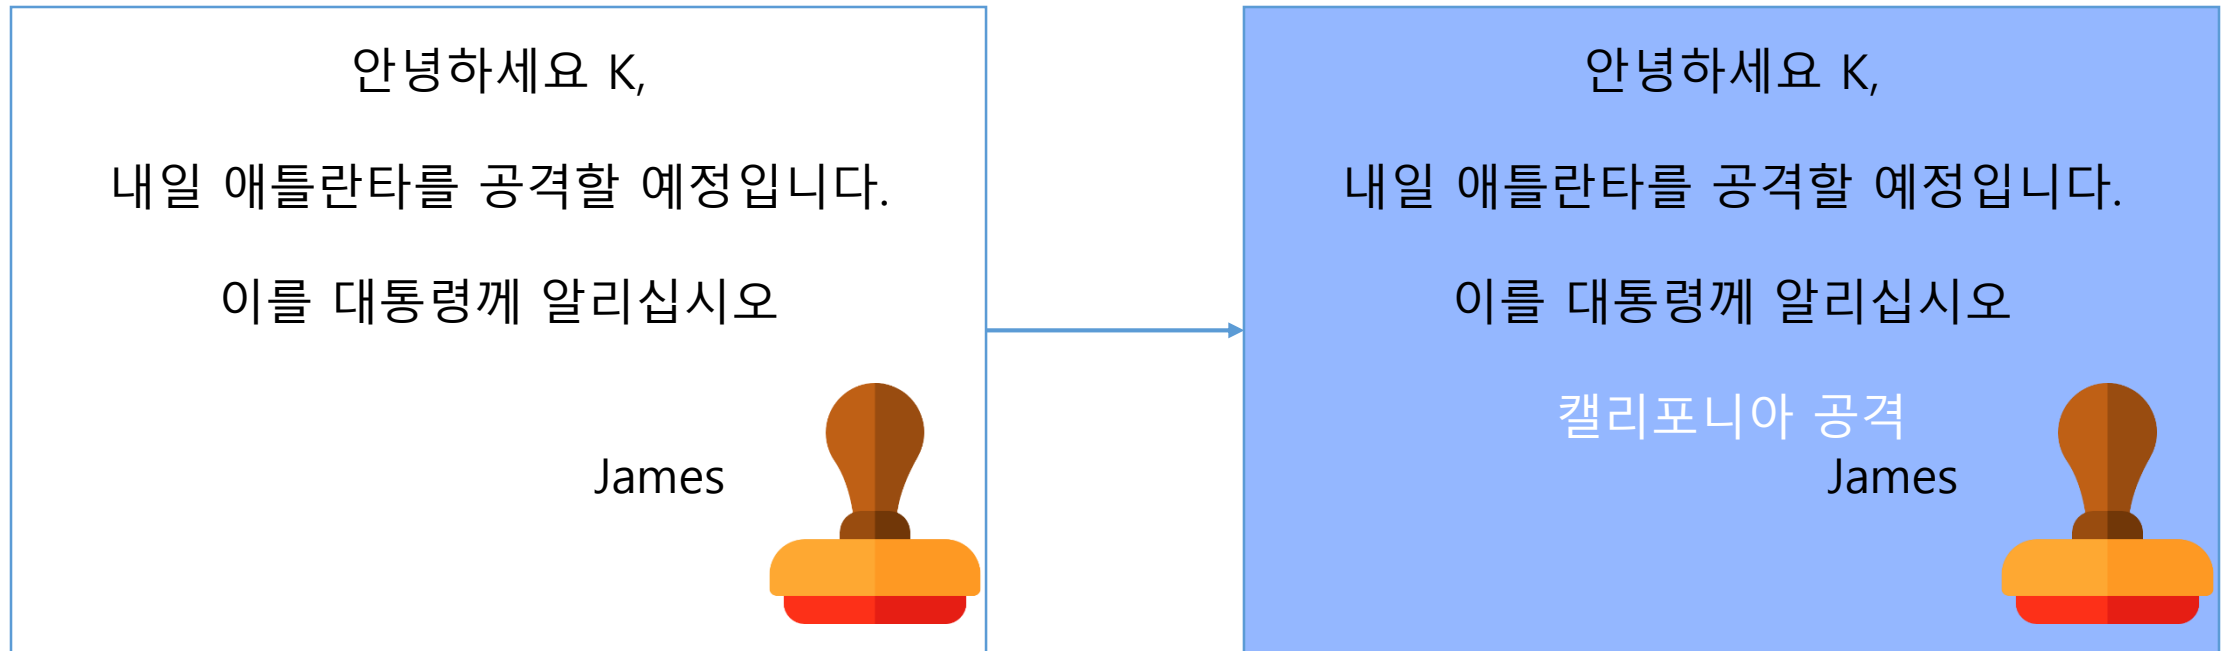 안녕하세요 K,
내일 애틀란타를 공격할 예정입니다.
이를 대통령께 알리십시오
James
안녕하세요 K,
내일 애틀란타를 공격할 예정입니다.
이를 대통령께 알리십시오
캘리포니아 공격
James